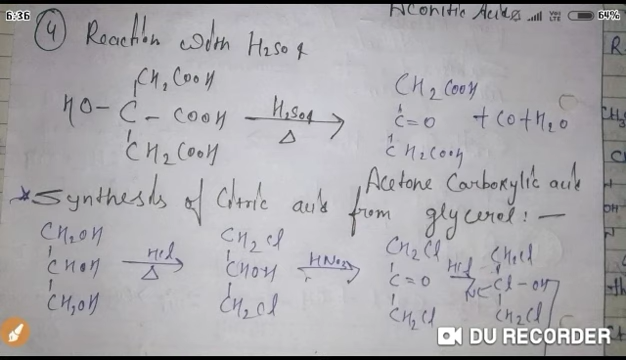 6:36
64%
Aconitic Acid
④ Reaction with H2SO4
CH2COOH
HO - C - COOH
CH2COOH
H2SO4
Δ
CH2COOH
C=O
CH2COOH
+ CO + H2O
Acetone Carboxylic acid
* Synthesis of Citric acid from glycerol : —
CH2OH
CHOH
CH2OH
HCl
Δ
CH2Cl
CHOH
CH2Cl
HNO3
CH2Cl
C=O
CH2Cl
HCl
CH2Cl
NC C - OH
CH2Cl
DU RECORDER